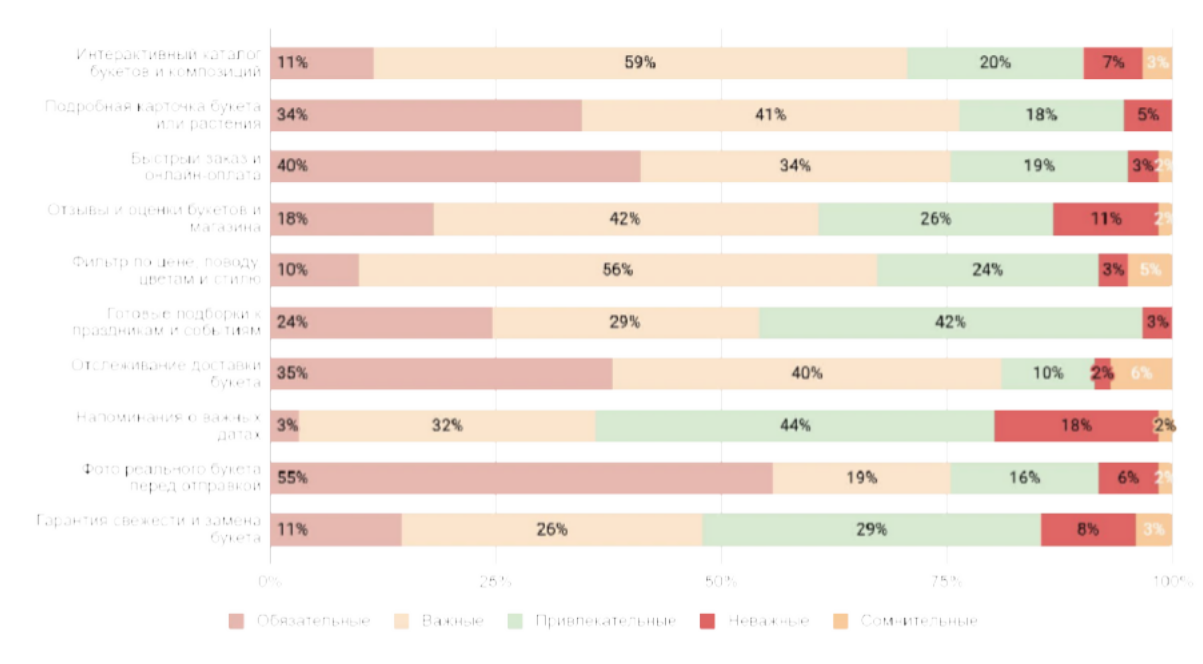 Интерактивный каталог
букетов и композиций
11% 59% 20% 7% 3%
Подробная карточка букета
или растения
34% 41% 18% 5%
Быстрый заказ и
онлайн-оплата
40% 34% 19% 3% 2%
Отзывы и оценки букетов и
магазина
18% 42% 26% 11% 2%
Фильтр по цене, поводу,
цветам и стилю
10% 56% 24% 3% 5%
Готовые подборки к
праздникам и событиям
24% 29% 42% 3%
Отслеживание доставки
букета
35% 40% 10% 2% 6%
Напоминания о важных
датах
3% 32% 44% 18% 2%
Фото реального букета
перед отправкой
55% 19% 16% 6% 2%
Гарантия свежести и замена
букета
11% 26% 29% 8% 3%
0% 25% 50% 75% 100%
Обязательные Важные Привлекательные Неважные Сомнительные